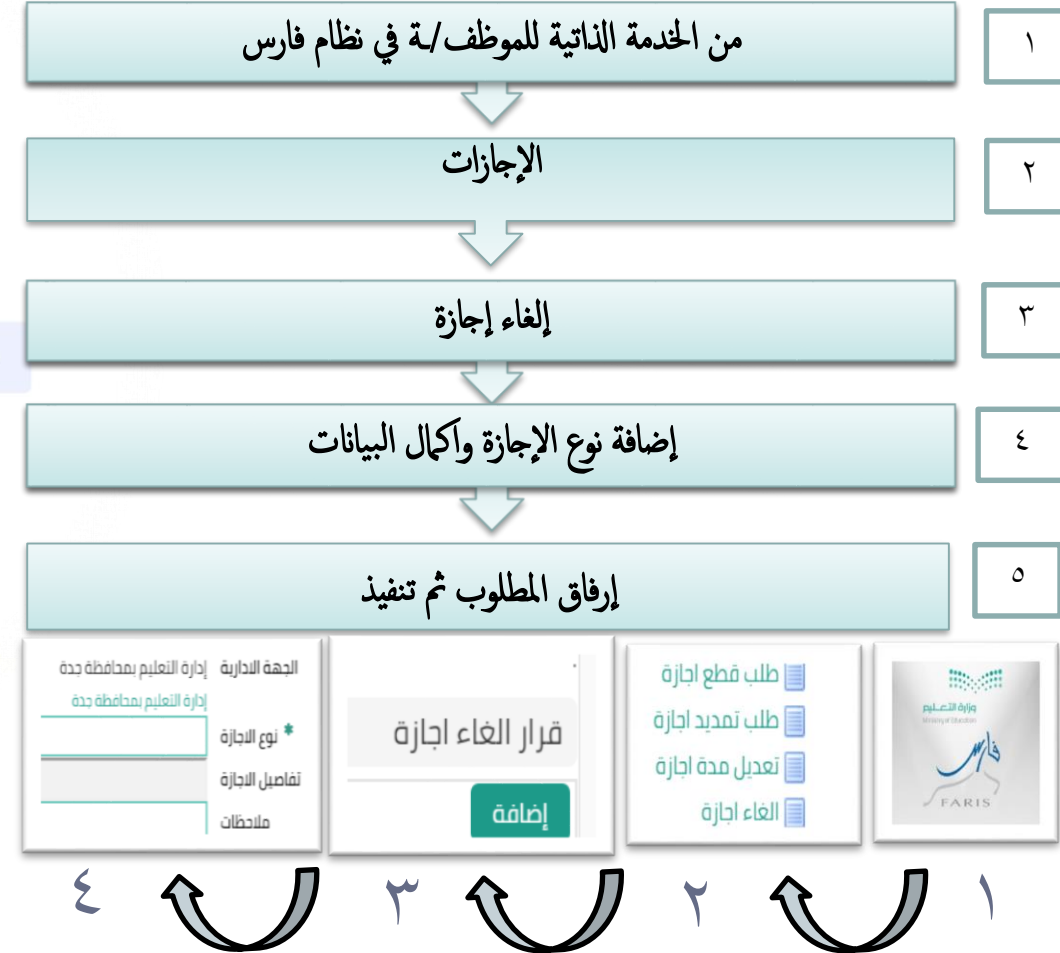 من الخدمة الذاتية للموظف/ـة في نظام فارس
١
الإجازات
٢
إلغاء إجازة
٣
إضافة نوع الإجازة واكمال البيانات
٤
إرفاق المطلوب ثم تنفيذ
٥
وزارة التعليم
Ministry of Education
فارس
FARIS
طلب قطع اجازة
طلب تمديد اجازة
تعديل مدة اجازة
الغاء اجازة
قرار الغاء اجازة
إضافة
الجهة الادارية إدارة التعليم بمحافظة جدة
إدارة التعليم بمحافظة جدة
* نوع الاجازة
تفاصيل الاجازة
ملاحظات
١
٢
٣
٤